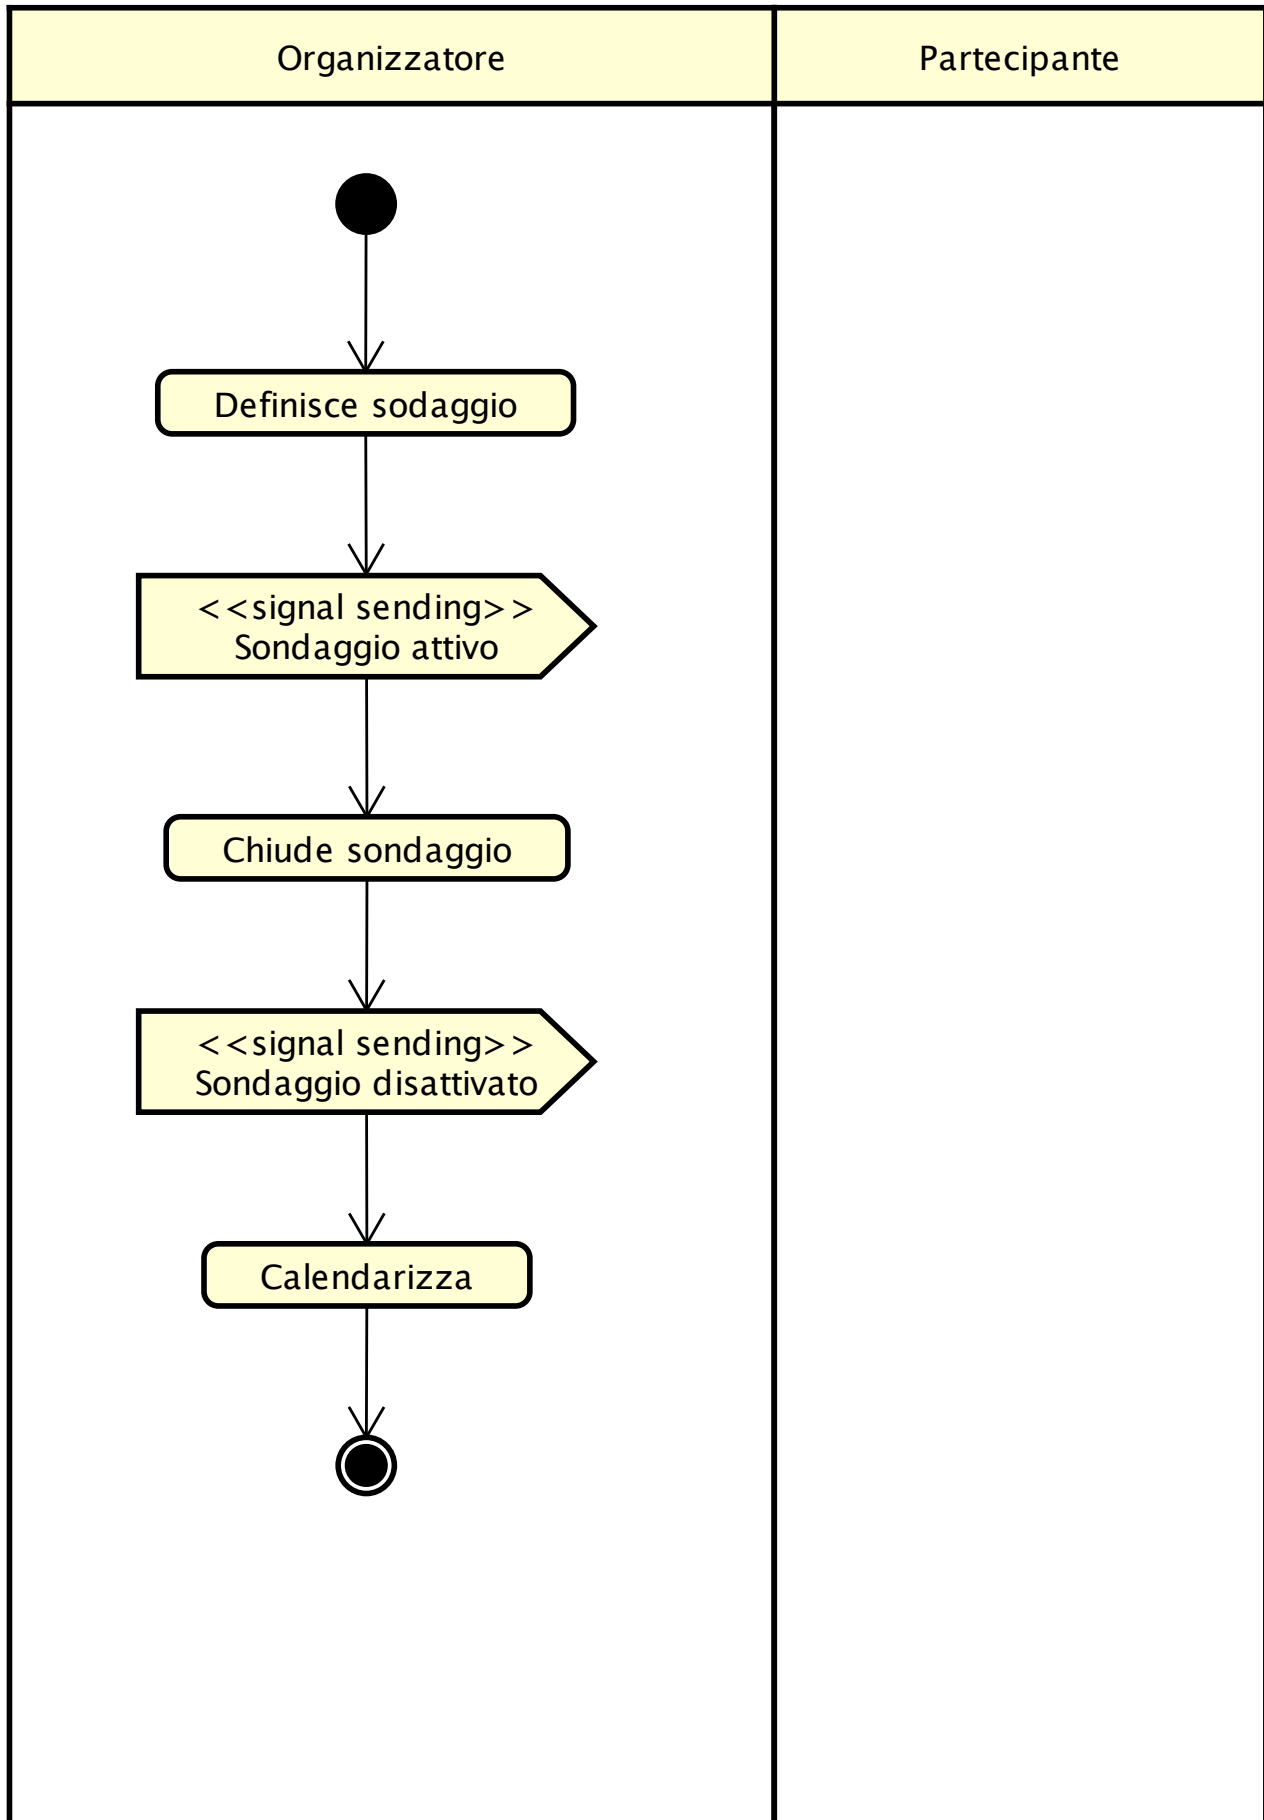 Organizzatore
Partecipante
Definisce sodaggio
<<signal sending>>
Sondaggio attivo
Chiude sondaggio
<<signal sending>>
Sondaggio disattivato
Calendarizza